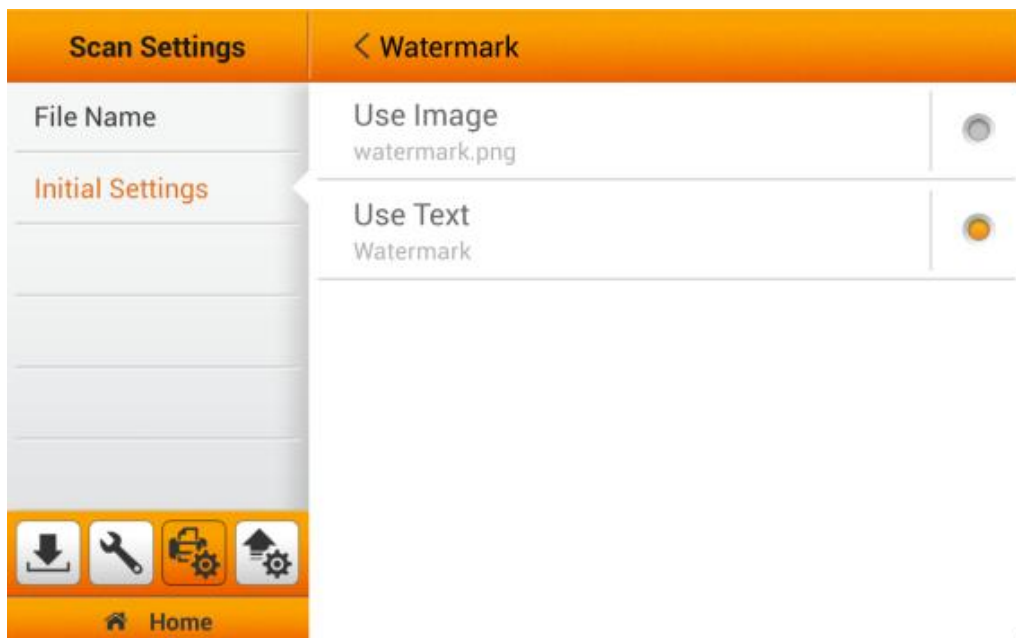 Scan Settings
< Watermark
File Name
Initial Settings
Use Image
watermark.png
Use Text
Watermark
Home